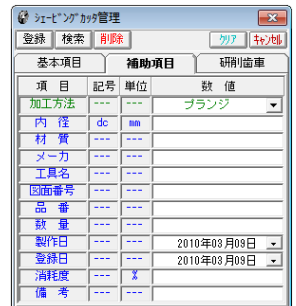 シェービングカッタ管理
登録 検索 削除 クリア キャンセル
基本項目 補助項目 研削歯車
項 目 記号 単位 数 値
加工方法 --- --- プランジ
内 径 dc mm
材 質 --- ---
メーカ --- ---
工具名 --- ---
図面番号 --- ---
品 番 --- ---
数 量 --- ---
製作日 --- --- 2010年03月09日
登録日 --- --- 2010年03月09日
消耗度 --- %
備 考 --- ---